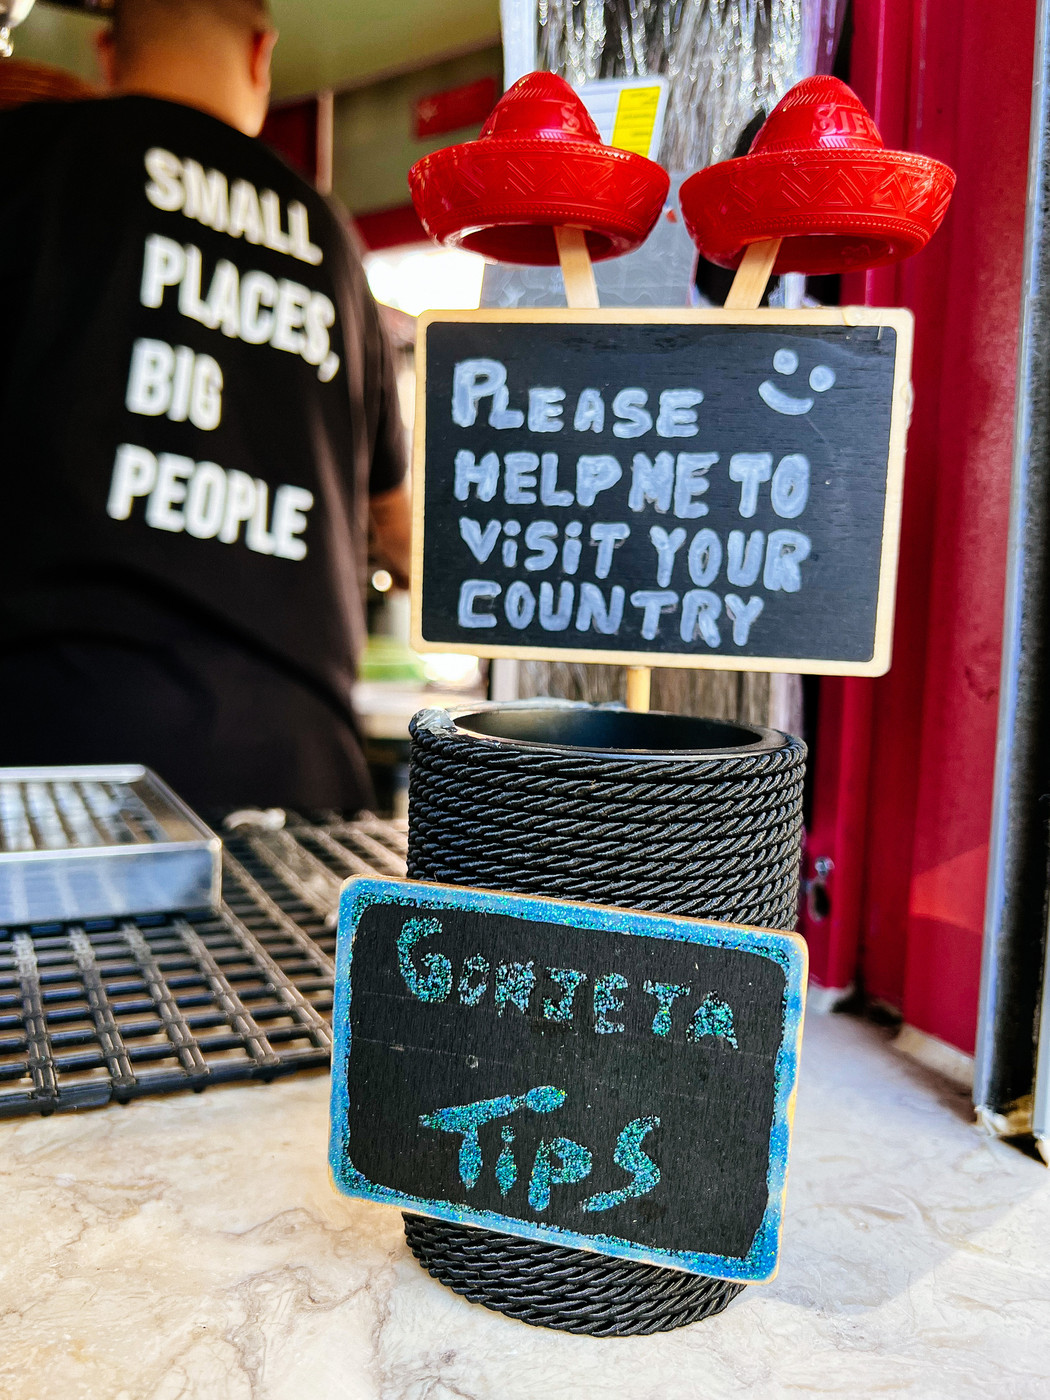 SMALL
PLACES,
BIG
PEOPLE
PLEASE
HELP ME TO
ViSiT YOUR
COUNTRY
GORJETA
TiPS